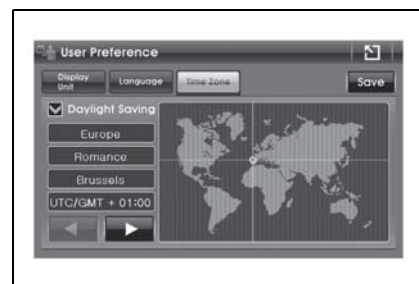 User Preference
Display Unit
Language
Time Zone
Save
Daylight Saving
Europe
Romance
Brussels
UTC/GMT + 01:00